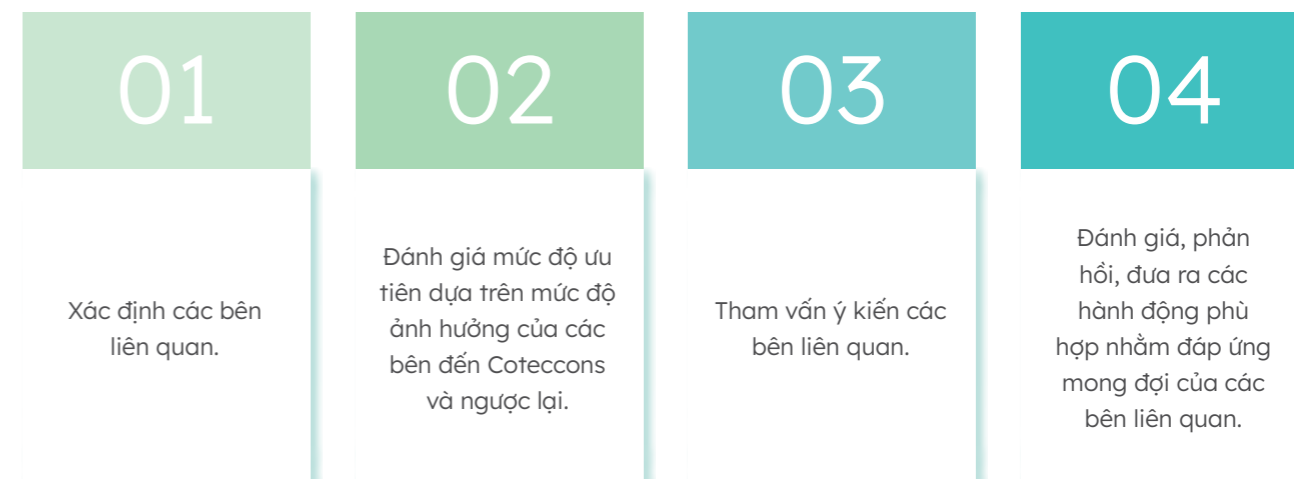 01
Xác định các bên
liên quan.
02
Đánh giá mức độ ưu
tiên dựa trên mức độ
ảnh hưởng của các
bên đến Coteccons
và ngược lại.
03
Tham vấn ý kiến các
bên liên quan.
04
Đánh giá, phản
hồi, đưa ra các
hành động phù
hợp nhằm đáp ứng
mong đợi của các
bên liên quan.